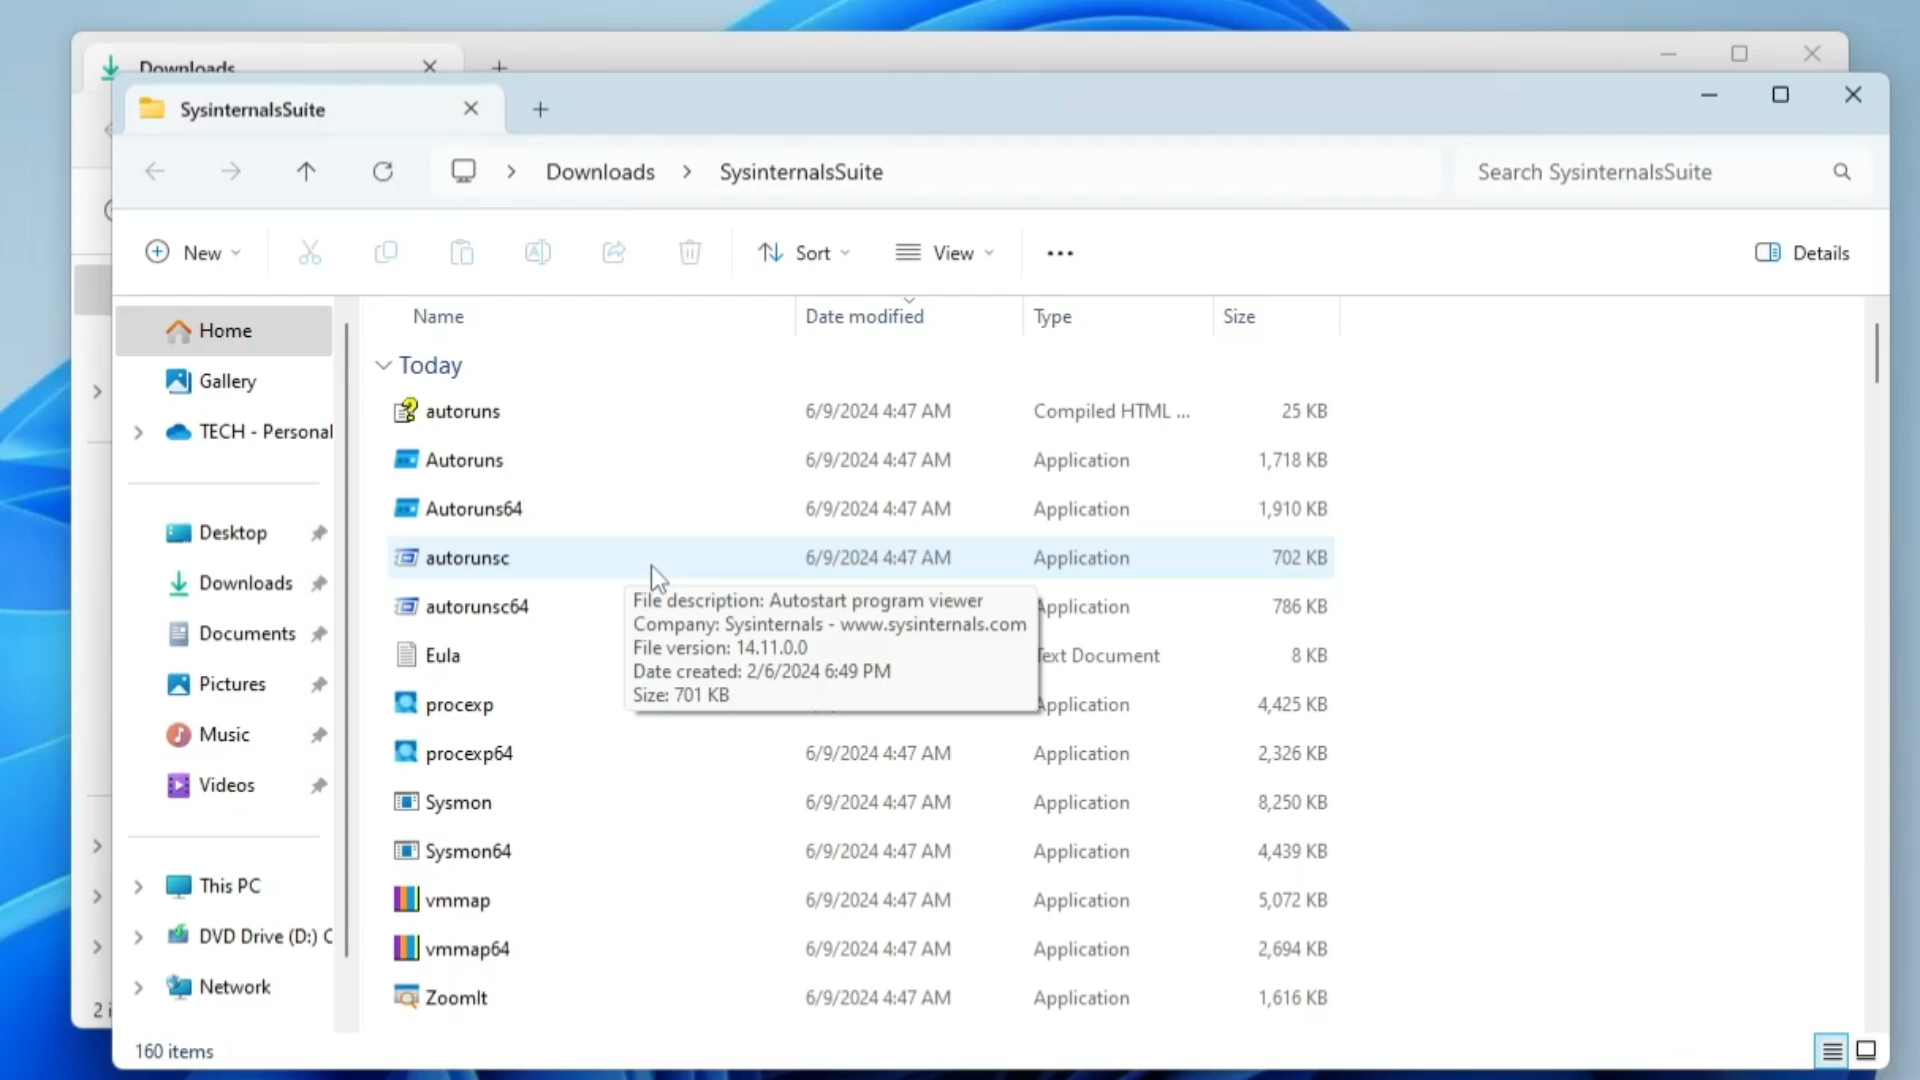 Downloads
SysinternalsSuite
Downloads
SysinternalsSuite
Search SysinternalsSuite
New
Sort
View
Details
Home
Gallery
TECH - Personal
Desktop
Downloads
Documents
Pictures
Music
Videos
This PC
DVD Drive (D:) C
Network
Name Date modified Type Size
Today
autoruns 6/9/2024 4:47 AM Compiled HTML ... 25 KB
Autoruns 6/9/2024 4:47 AM Application 1,718 KB
Autoruns64 6/9/2024 4:47 AM Application 1,910 KB
autorunsc 6/9/2024 4:47 AM Application 702 KB
autorunsc64 Application 786 KB
Eula Text Document 8 KB
procexp Application 4,425 KB
File description: Autostart program viewer
Company: Sysinternals - www.sysinternals.com
File version: 14.11.0.0
Date created: 2/6/2024 6:49 PM
Size: 701 KB
procexp64 6/9/2024 4:47 AM Application 2,326 KB
Sysmon 6/9/2024 4:47 AM Application 8,250 KB
Sysmon64 6/9/2024 4:47 AM Application 4,439 KB
vmmap 6/9/2024 4:47 AM Application 5,072 KB
vmmap64 6/9/2024 4:47 AM Application 2,694 KB
ZoomIt 6/9/2024 4:47 AM Application 1,616 KB
2 i
160 items